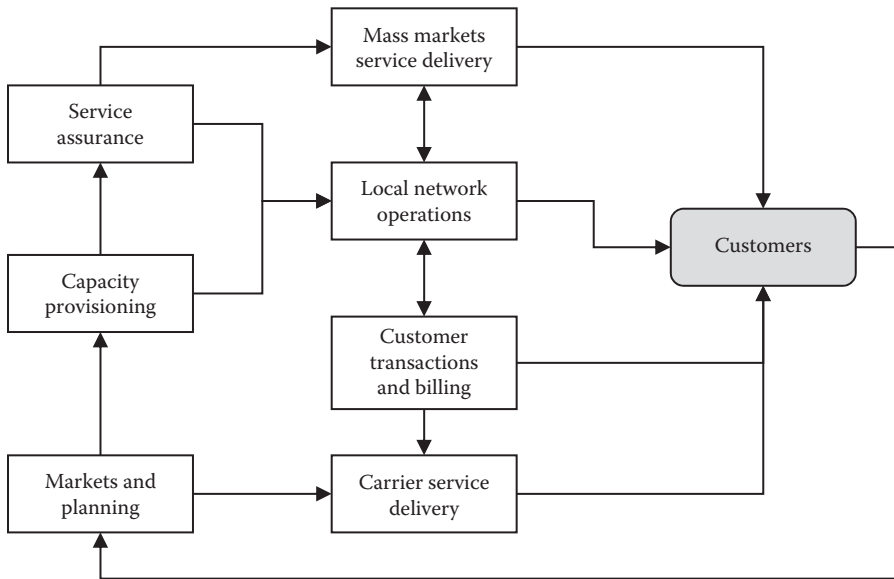 Mass markets
service delivery
Service
assurance
Local network
operations
Customers
Capacity
provisioning
Customer
transactions
and billing
Markets and
planning
Carrier service
delivery